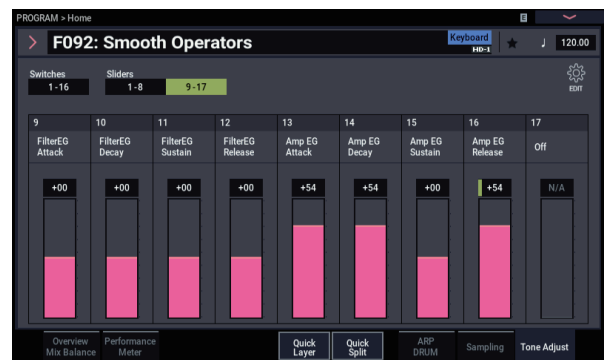 PROGRAM > Home
E
F092: Smooth Operators
Keyboard
HD-1
♩ 120.00
Switches
Sliders
1-16
1-8
9-17
EDIT
9
10
11
12
13
14
15
16
17
FilterEG
Attack
FilterEG
Decay
FilterEG
Sustain
FilterEG
Release
Amp EG
Attack
Amp EG
Decay
Amp EG
Sustain
Amp EG
Release
Off
+00
+00
+00
+00
+54
+54
+00
+54
N/A
Overview
Mix Balance
Performance
Meter
Quick
Layer
Quick
Split
ARP
DRUM
Sampling
Tone Adjust